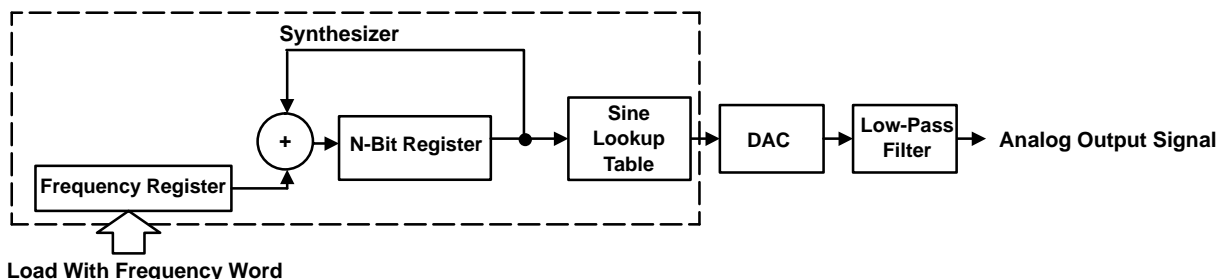 Synthesizer
+
N-Bit Register
Sine
Lookup
Table
DAC
Low-Pass
Filter
Analog Output Signal
Frequency Register
Load With Frequency Word